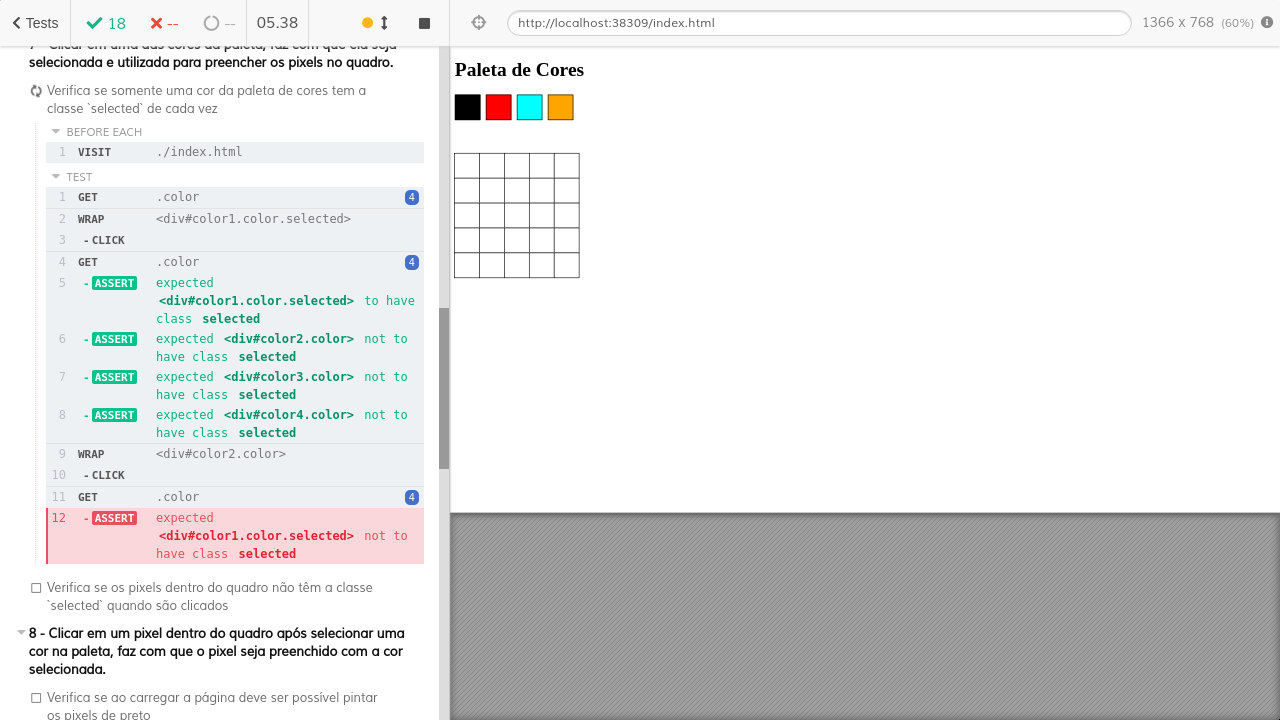 Tests
18
--
--
05.38
http://localhost:38309/index.html
1366 x 768 (60%)
7 - Clicar em uma das cores da paleta, faz com que ela seja
selecionada e utilizada para preencher os pixels no quadro.
Verifica se somente uma cor da paleta de cores tem a
classe `selected` de cada vez
BEFORE EACH
1 VISIT ./index.html
TEST
1 GET .color 4
2 WRAP <div#color1.color.selected>
3 -CLICK
4 GET .color 4
5 -ASSERT expected
<div#color1.color.selected> to have
class selected
6 -ASSERT expected <div#color2.color> not to
have class selected
7 -ASSERT expected <div#color3.color> not to
have class selected
8 -ASSERT expected <div#color4.color> not to
have class selected
9 WRAP <div#color2.color>
10 -CLICK
11 GET .color 4
12 -ASSERT expected
<div#color1.color.selected> not to
have class selected
Verifica se os pixels dentro do quadro não têm a classe
`selected` quando são clicados
8 - Clicar em um pixel dentro do quadro após selecionar uma
cor na paleta, faz com que o pixel seja preenchido com a cor
selecionada.
Verifica se ao carregar a página deve ser possível pintar
os pixels de preto
Paleta de Cores